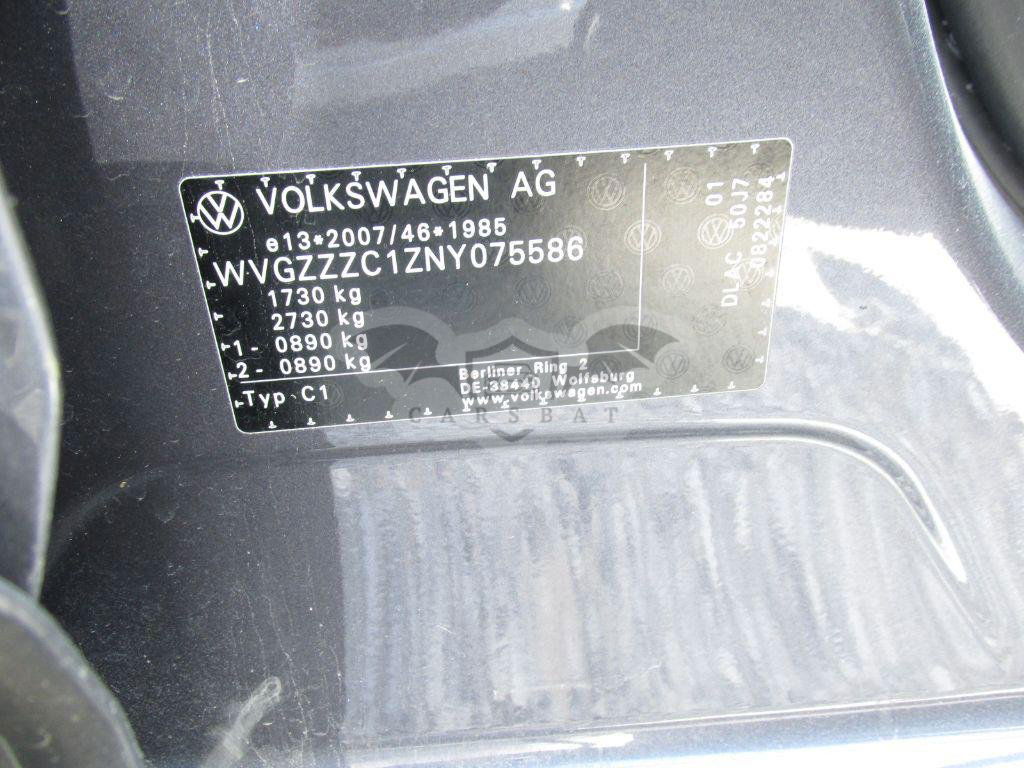 VOLKSWAGEN AG
e13*2007/46*1985
WVGZZZC1ZNY075586
1730 kg
2730 kg
1- 0890 kg
2- 0890 kg
Typ C1
Berliner Ring 2
DE-38440 Wolfsburg
www.volkswagen.com
DLAC 01
50J7
0822284
CARSBAT